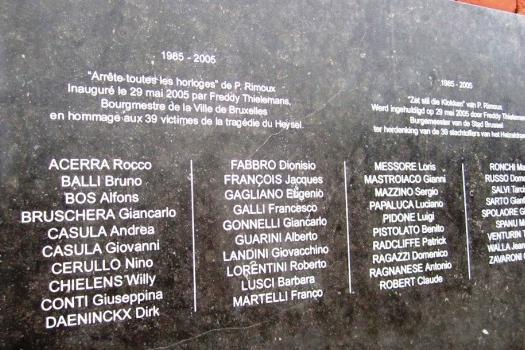 1985 - 2005
"Arrête toutes les horloges" de P. Rimoux
Inauguré le 29 mai 2005 par Freddy Thielemans,
Bourgmestre de la Ville de Bruxelles
en hommage aux 39 victimes de la tragédie du Heysel.
1985 - 2005
"Zet stil die Klokken" van P. Rimoux
Werd ingehuldigd op 29 mei 2005 door Freddy Thielemans
Burgemeester van de Stad Brussel
ter herdenking van de 39 slachtoffers van het
ACERRA Rocco
BALLI Bruno
BOS Alfons
BRUSCHERA Giancarlo
CASULA Andrea
CASULA Giovanni
CERULLO Nino
CHIELENS Willy
CONTI Giuseppina
DAENINCKX Dirk
FABBRO Dionisio
FRANÇOIS Jacques
GAGLIANO Eugenio
GALLI Francesco
GONNELLI Giancarlo
GUARINI Alberto
LANDINI Giovacchino
LORENTINI Roberto
LUSCI Barbara
MARTELLI Franco
MESSORE Loris
MASTROIACO Gianni
MAZZINO Sergio
PAPALUCA Luciano
PIDONE Luigi
PISTOLATO Benito
RADCLIFFE Patrick
RAGAZZI Domenico
RAGNANESE Antonio
ROBERT Claude
RONCHI
RUSSO
SALVI
SARTO
SPOLAORE
SPANU
VENTURIN
WALLA
ZAVARONI